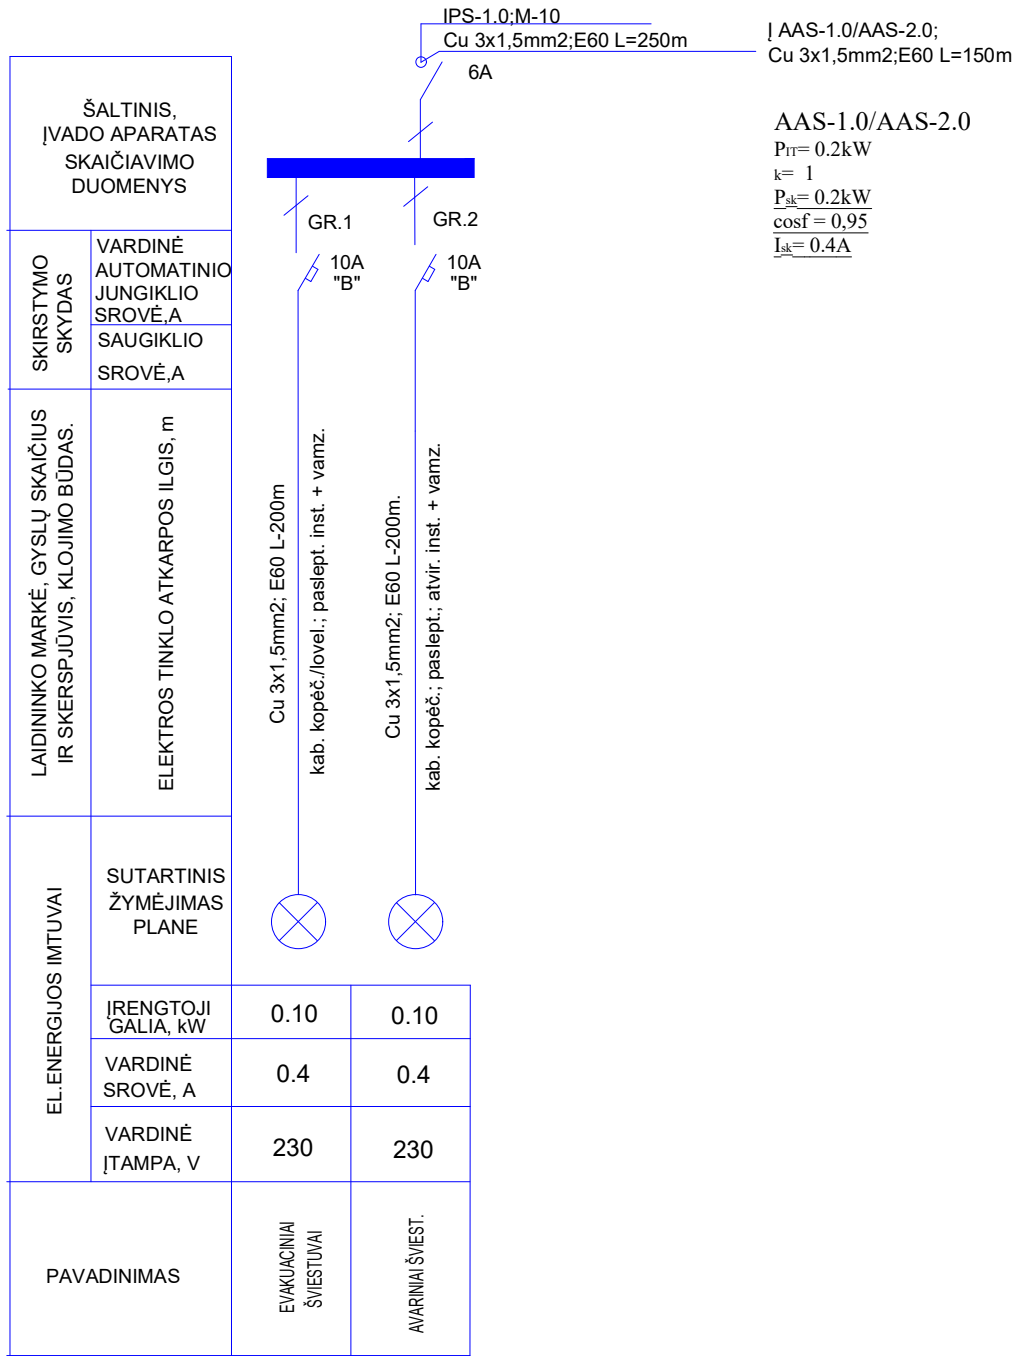 IPS-1.0;M-10
Cu 3x1,5mm2;E60 L=250m
Į AAS-1.0/AAS-2.0;
Cu 3x1,5mm2;E60 L=150m
6A
AAS-1.0/AAS-2.0
PIT= 0.2kW
k= 1
Psk= 0.2kW
cosf = 0,95
Isk= 0.4A
ŠALTINIS,
ĮVADO APARATAS
SKAIČIAVIMO
DUOMENYS
GR.1
GR.2
SKIRSTYMO
SKYDAS
VARDINĖ
AUTOMATINIO
JUNGIKLIO
SROVĖ,A
10A
"B"
10A
"B"
SAUGIKLIO
SROVĖ,A
LAIDININKO MARKĖ, GYSLŲ SKAIČIUS
IR SKERSPJŪVIS, KLOJIMO BŪDAS.
ELEKTROS TINKLO ATKARPOS ILGIS, m
Cu 3x1,5mm2; E60 L-200m
kab. kopėč./lovel.; paslept. inst. + vamz.
Cu 3x1,5mm2; E60 L-200m.
kab. kopėč.; paslept.; atvir. inst. + vamz.
EL.ENERGIJOS IMTUVAI
SUTARTINIS
ŽYMĖJIMAS
PLANE
ĮRENGTOJI
GALIA, kW
0.10
0.10
VARDINĖ
SROVĖ, A
0.4
0.4
VARDINĖ
ĮTAMPA, V
230
230
PAVADINIMAS
EVAKUACINIAI
ŠVIESTUVAI
AVARINIAI ŠVIEST.